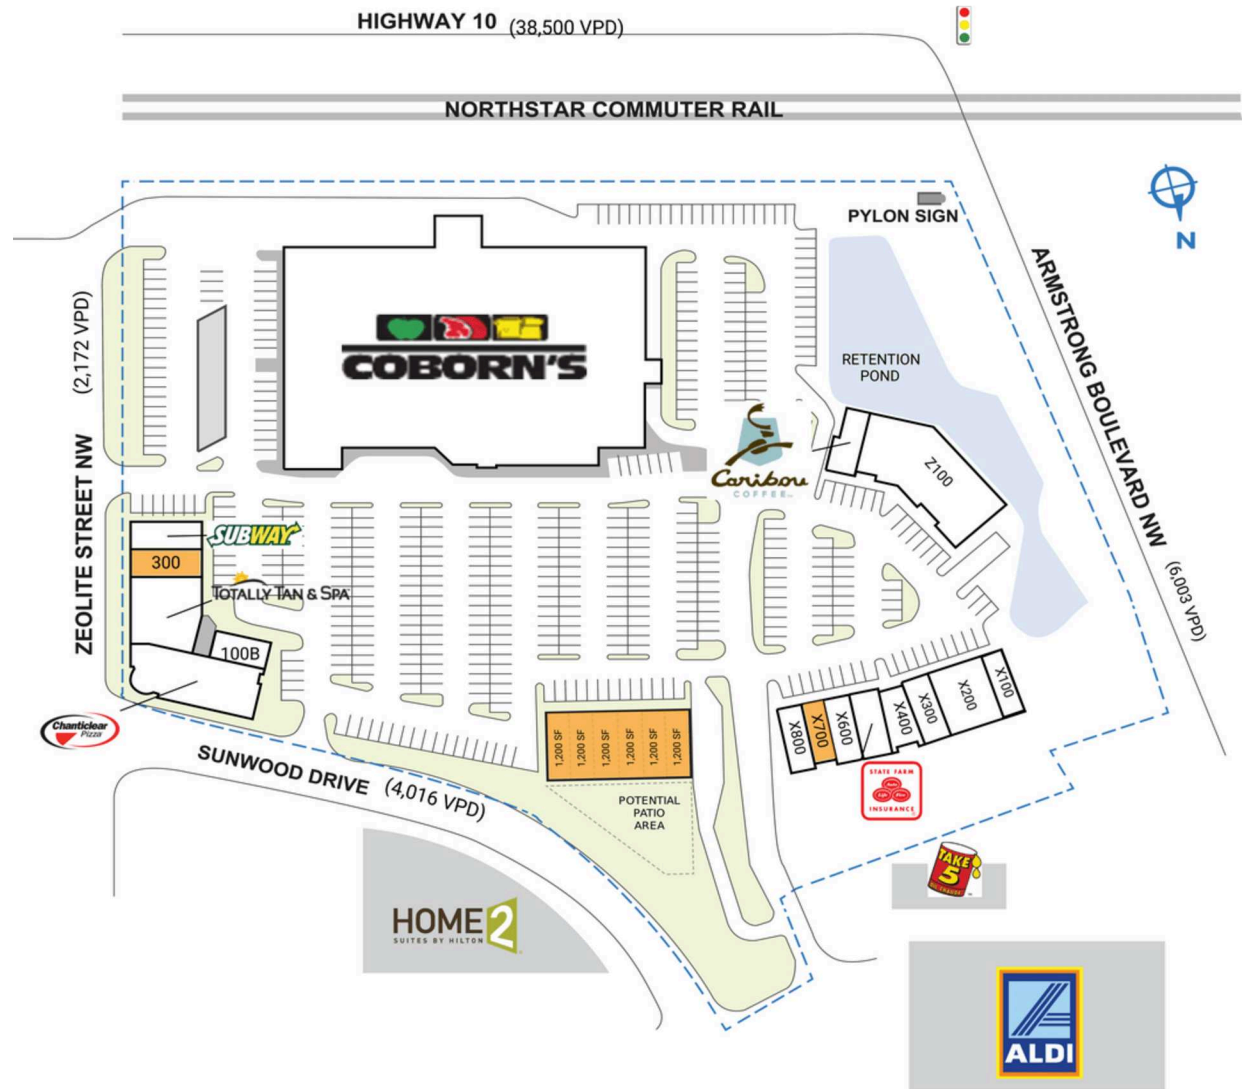 HIGHWAY 10 (38,500 VPD)
NORTHSTAR COMMUTER RAIL
PYLON SIGN
N
ARMSTRONG BOULEVARD NW (6,003 VPD)
RETENTION
POND
COBORN'S
(2,172 VPD)
ZEOLITE STREET NW
Caribou
COFFEE
Z100
SUBWAY
300
TOTALLY TAN & SPA
100B
Chanticlear
Pizza
SUNWOOD DRIVE (4,016 VPD)
1,200 SF
1,200 SF
1,200 SF
1,200 SF
1,200 SF
1,200 SF
POTENTIAL
PATIO
AREA
X800
X700
X600
X400
X300
X200
X100
STATE FARM
INSURANCE
TAKE
5
OIL CHANGE
HOME2
SUITES BY HILTON
ALDI